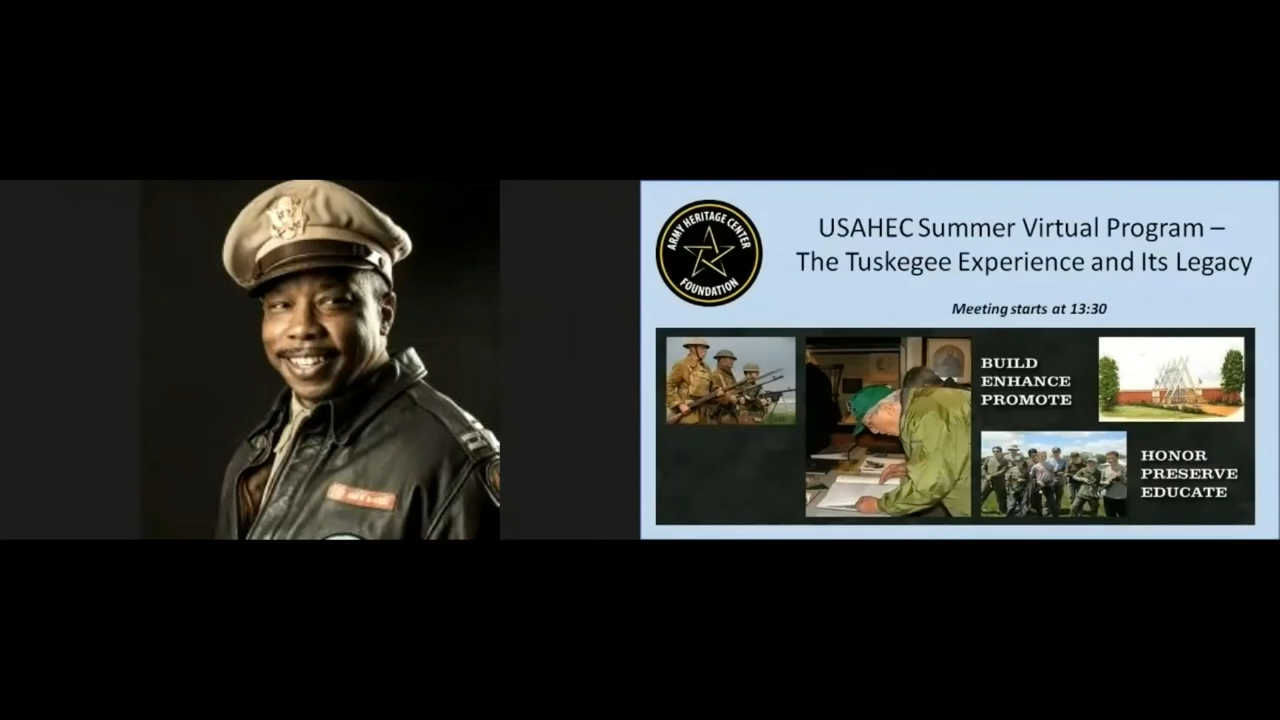 ARMY HERITAGE CENTER
FOUNDATION
USAHEC Summer Virtual Program –
The Tuskegee Experience and Its Legacy
Meeting starts at 13:30
BUILD
ENHANCE
PROMOTE
HONOR
PRESERVE
EDUCATE